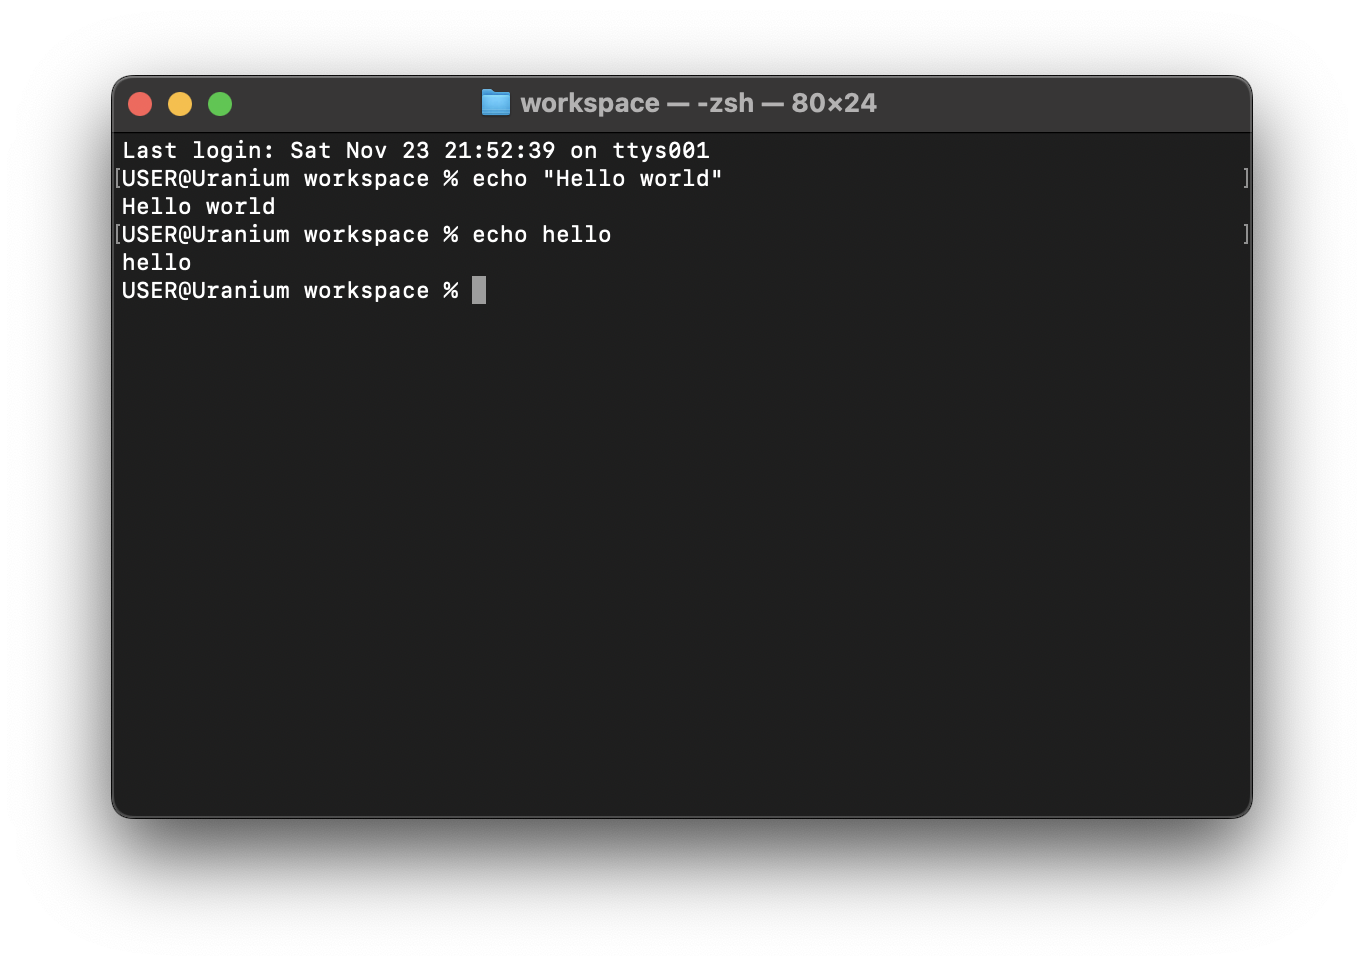 workspace — -zsh — 80×24
Last login: Sat Nov 23 21:52:39 on ttys001
[USER@Uranium workspace % echo "Hello world" ]
Hello world
[USER@Uranium workspace % echo hello ]
hello
USER@Uranium workspace %